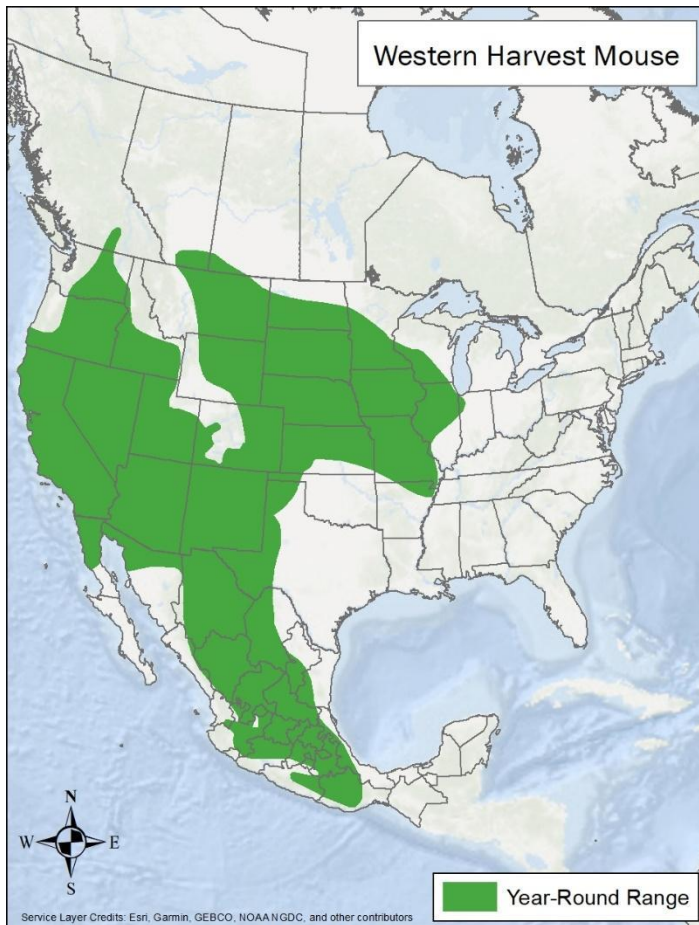 Western Harvest Mouse
N
W E
S
Year-Round Range
Service Layer Credits: Esri, Garmin, GEBCO, NOAA NGDC, and other contributors